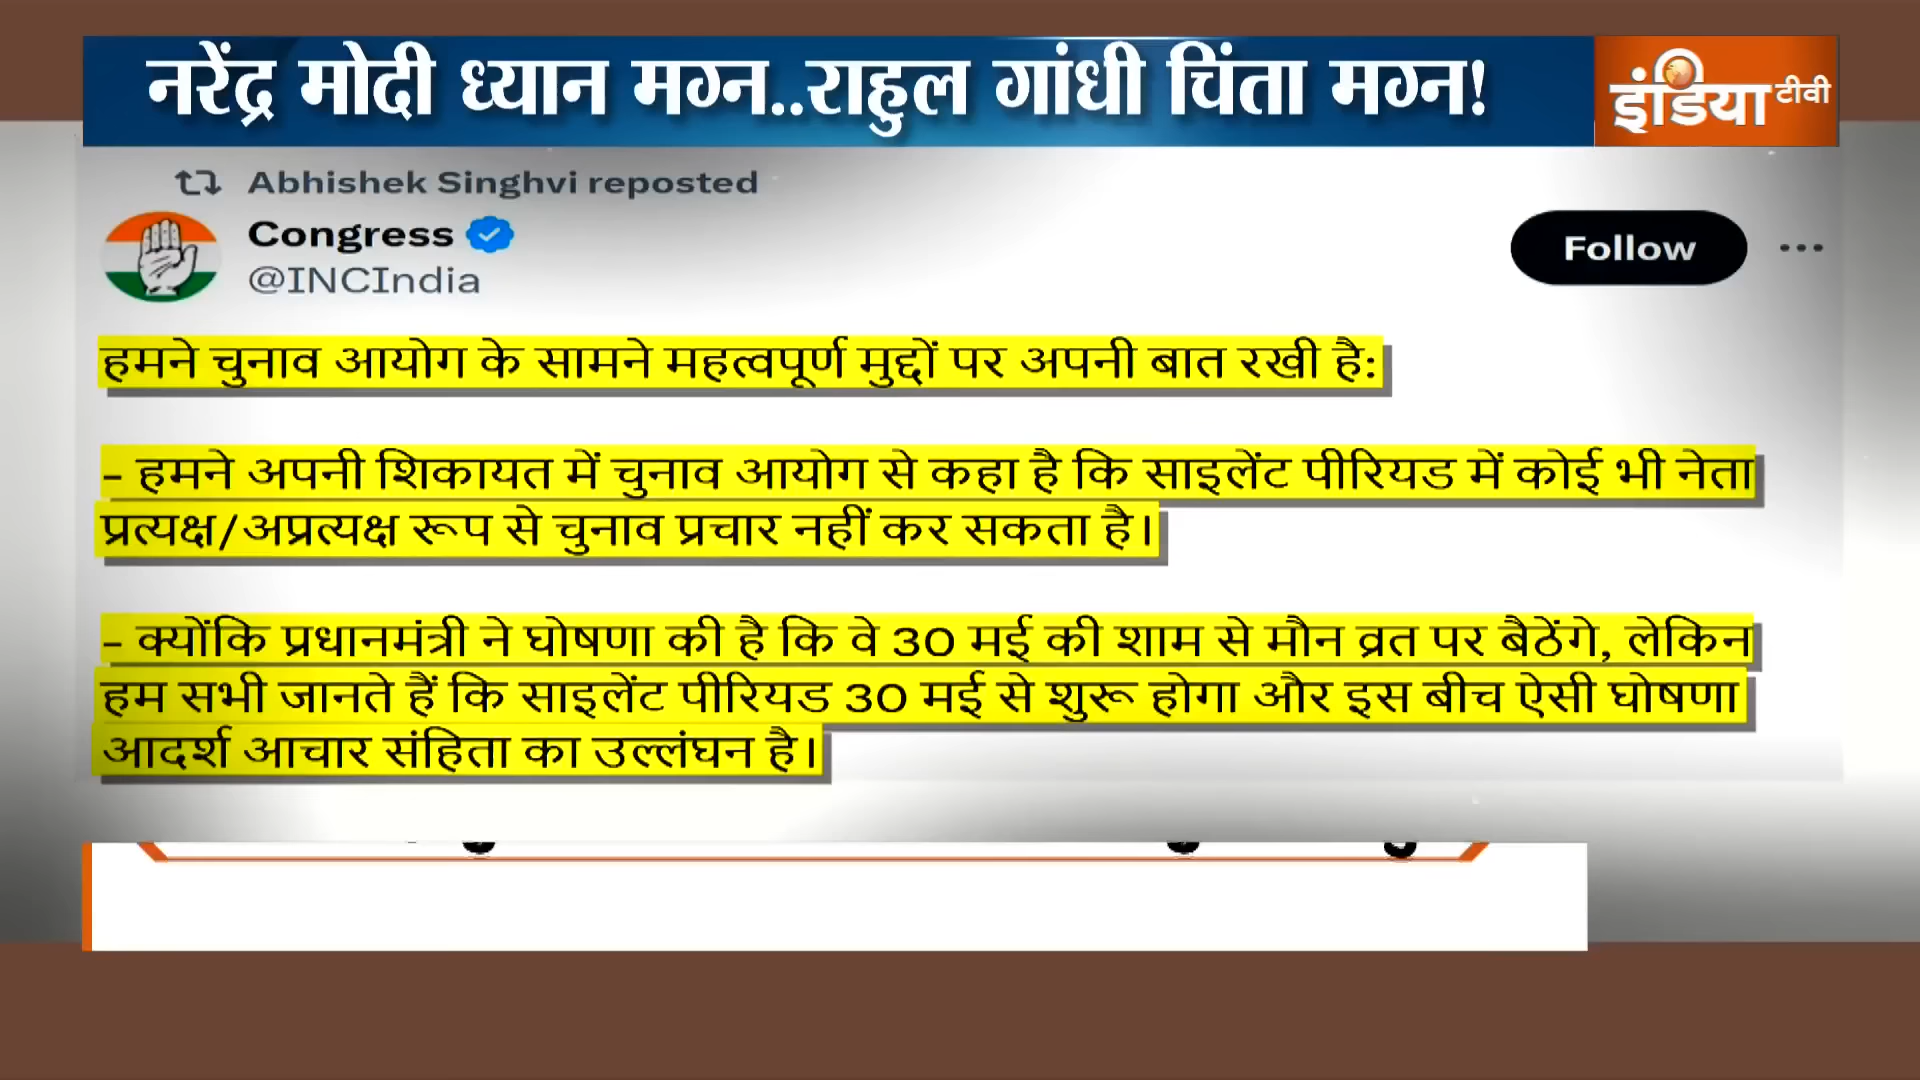 नरेंद्र मोदी ध्यान मग्न..राहुल गांधी चिंता मग्न!
इंडिया टीवी
Abhishek Singhvi reposted
Congress
@INCIndia
Follow
हमने चुनाव आयोग के सामने महत्वपूर्ण मुद्दों पर अपनी बात रखी है:
- हमने अपनी शिकायत में चुनाव आयोग से कहा है कि साइलेंट पीरियड में कोई भी नेता
प्रत्यक्ष/अप्रत्यक्ष रूप से चुनाव प्रचार नहीं कर सकता है।
- क्योंकि प्रधानमंत्री ने घोषणा की है कि वे 30 मई की शाम से मौन व्रत पर बैठेंगे, लेकिन
हम सभी जानते हैं कि साइलेंट पीरियड 30 मई से शुरू होगा और इस बीच ऐसी घोषणा
आदर्श आचार संहिता का उल्लंघन है।